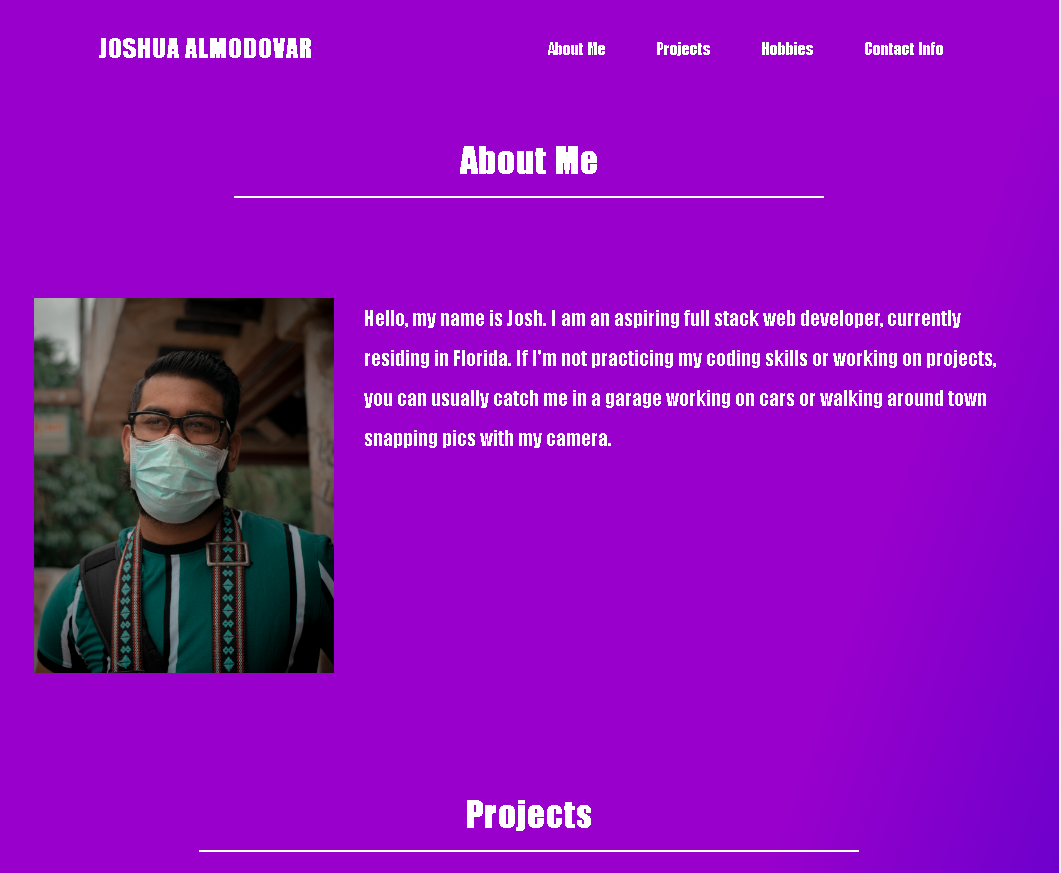 JOSHUA ALMODOVAR
About Me Projects Hobbies Contact Info
About Me
Hello, my name is Josh. I am an aspiring full stack web developer, currently
residing in Florida. If I'm not practicing my coding skills or working on projects,
you can usually catch me in a garage working on cars or walking around town
snapping pics with my camera.
Projects